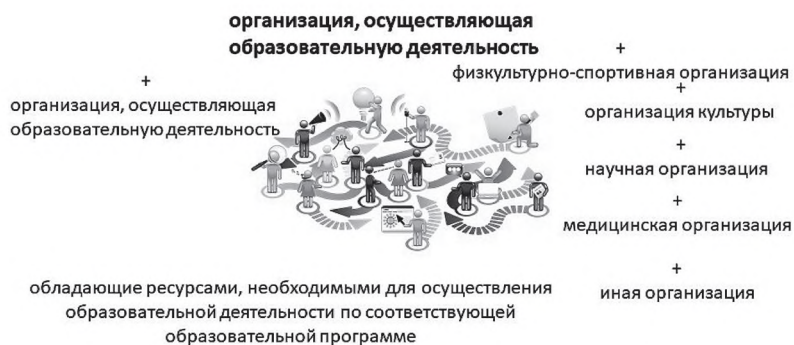 организация, осуществляющая
образовательную деятельность
+
организация, осуществляющая
образовательную деятельность
+
физкультурно-спортивная организация
+
организация культуры
+
научная организация
+
медицинская организация
+
иная организация
обладающие ресурсами, необходимыми для осуществления
образовательной деятельности по соответствующей
образовательной программе